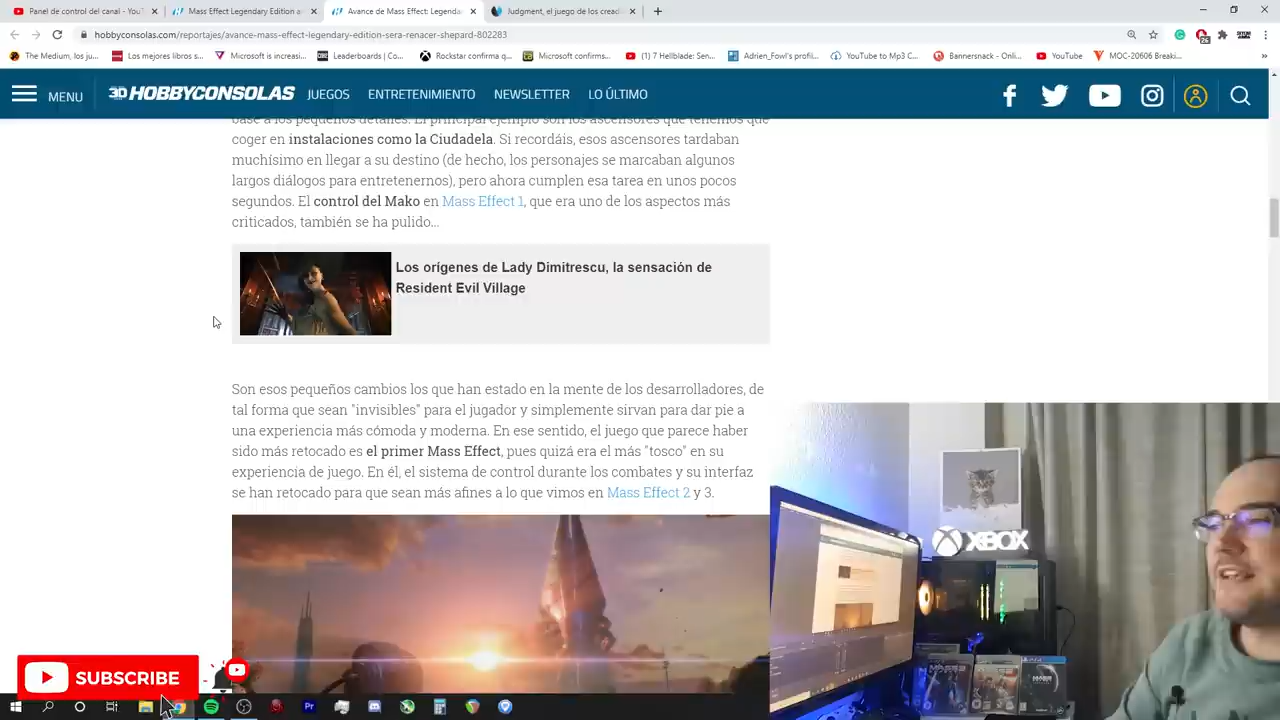 Panel de control del canal - YouT
Mass Effect Legendary Edition a
Avance de Mass Effect: Legenda
Judgment, el juego de los cread
hobbyconsolas.com/reportajes/avance-mass-effect-legendary-edition-sera-renacer-shepard-802283
The Medium, los ju...
Los mejores libros s...
Microsoft is increasi...
Leaderboards | Co...
Rockstar confirma q...
Microsoft confirms...
(1) 7 Hellblade: Sen...
Adrien_Fowl's profil...
YouTube to Mp3 C...
Bannersnack - Onli...
YouTube
MOC-20606 Breaki...
MENU
HOBBYCONSOLAS
JUEGOS
ENTRETENIMIENTO
NEWSLETTER
LO ÚLTIMO
base a los pequeños detalles. El principal ejemplo son los ascensores que tenemos que
coger en instalaciones como la Ciudadela. Si recordáis, esos ascensores tardaban
muchísimo en llegar a su destino (de hecho, los personajes se marcaban algunos
largos diálogos para entretenernos), pero ahora cumplen esa tarea en unos pocos
segundos. El control del Mako en Mass Effect 1, que era uno de los aspectos más
criticados, también se ha pulido...
Los orígenes de Lady Dimitrescu, la sensación de
Resident Evil Village
Son esos pequeños cambios los que han estado en la mente de los desarrolladores, de
tal forma que sean "invisibles" para el jugador y simplemente sirvan para dar pie a
una experiencia más cómoda y moderna. En ese sentido, el juego que parece haber
sido más retocado es el primer Mass Effect, pues quizá era el más "tosco" en su
experiencia de juego. En él, el sistema de control durante los combates y su interfaz
se han retocado para que sean más afines a lo que vimos en Mass Effect 2 y 3.
XBOX
SUBSCRIBE